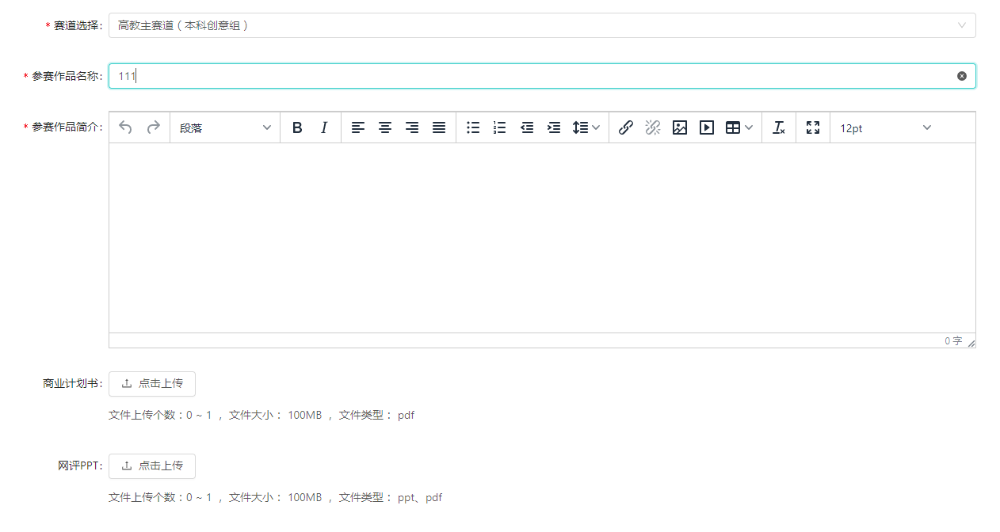 * 赛道选择: 高教主赛道（本科创意组）
* 参赛作品名称: 111
* 参赛作品简介: 段落 B I 12pt
0 字
商业计划书: 点击上传
文件上传个数：0 ~ 1 ，文件大小： 100MB ，文件类型： pdf
网评PPT: 点击上传
文件上传个数：0 ~ 1 ，文件大小： 100MB ，文件类型： ppt、pdf